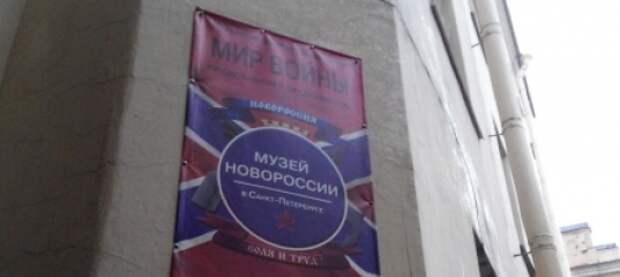 МИР ВОЙНЫ
НОВОРОССИЯ
МУЗЕЙ
НОВОРОССИИ
в Санкт-Петербурге
ВОЛЯ И ТРУД